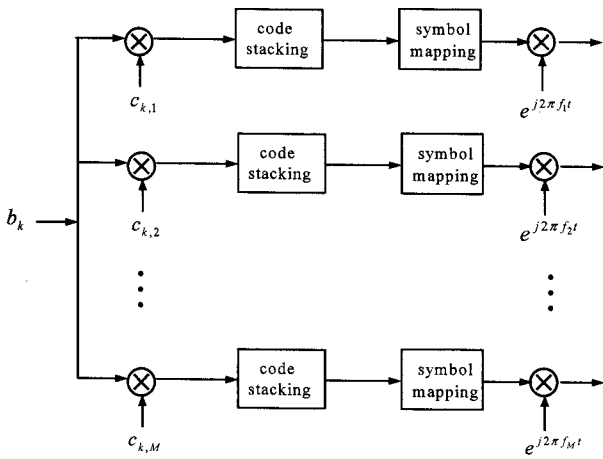 code stacking
symbol mapping
c_{k,1}
e^{j2πf_1t}
code stacking
symbol mapping
b_k
c_{k,2}
e^{j2πf_2t}
code stacking
symbol mapping
c_{k,M}
e^{j2πf_Mt}